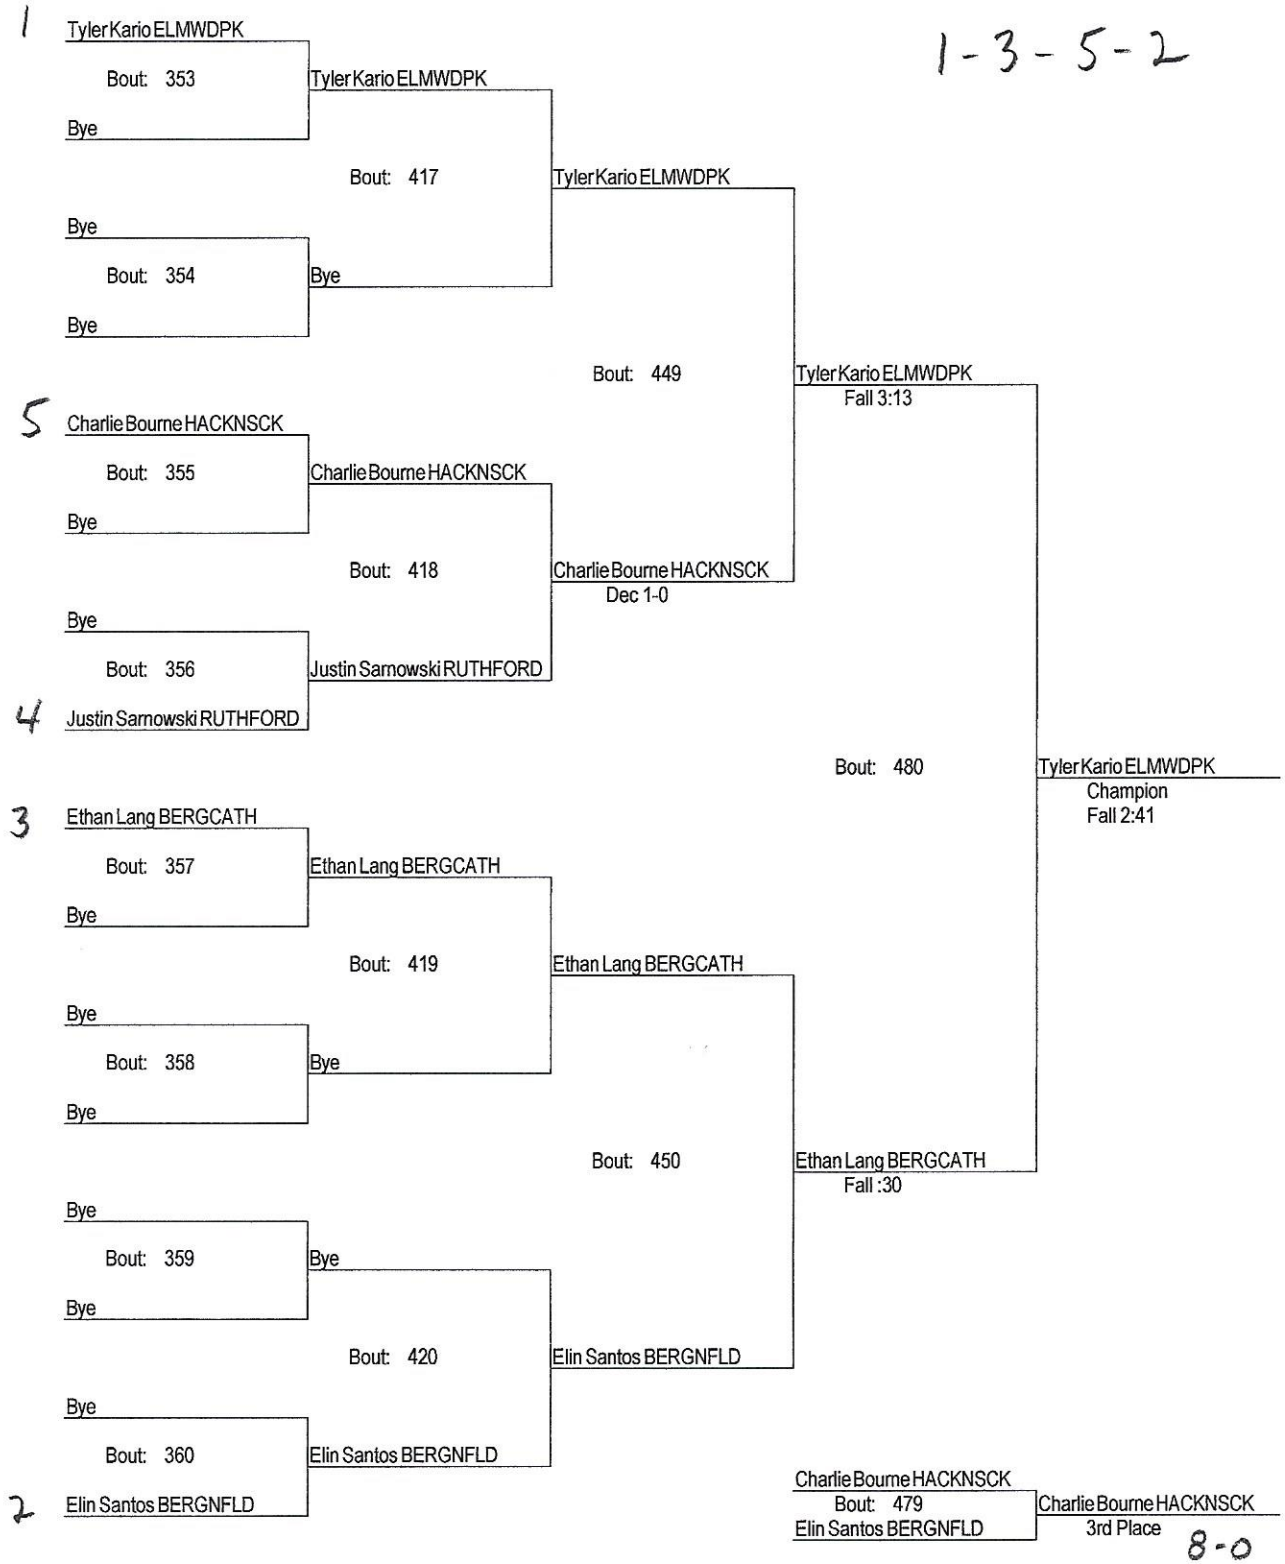 1
Tyler Kario ELMWDPK
1-3-5-2
Bout: 353
Tyler Kario ELMWDPK
Bye
Bout: 417
Tyler Kario ELMWDPK
Bye
Bout: 354
Bye
Bye
Bout: 449
Tyler Kario ELMWDPK
Fall 3:13
5
Charlie Bourne HACKNSCK
Bout: 355
Charlie Bourne HACKNSCK
Bye
Bout: 418
Charlie Bourne HACKNSCK
Dec 1-0
Bye
Bout: 356
Justin Sarnowski RUTHFORD
4
Justin Sarnowski RUTHFORD
Bout: 480
Tyler Kario ELMWDPK
Champion
Fall 2:41
3
Ethan Lang BERGCATH
Bout: 357
Ethan Lang BERGCATH
Bye
Bout: 419
Ethan Lang BERGCATH
Bye
Bout: 358
Bye
Bye
Bout: 450
Ethan Lang BERGCATH
Fall :30
Bye
Bout: 359
Bye
Bye
Bout: 420
Elin Santos BERGNFLD
Bye
Bout: 360
Elin Santos BERGNFLD
2
Elin Santos BERGNFLD
Charlie Bourne HACKNSCK
Bout: 479
Charlie Bourne HACKNSCK
Elin Santos BERGNFLD
3rd Place
8-0